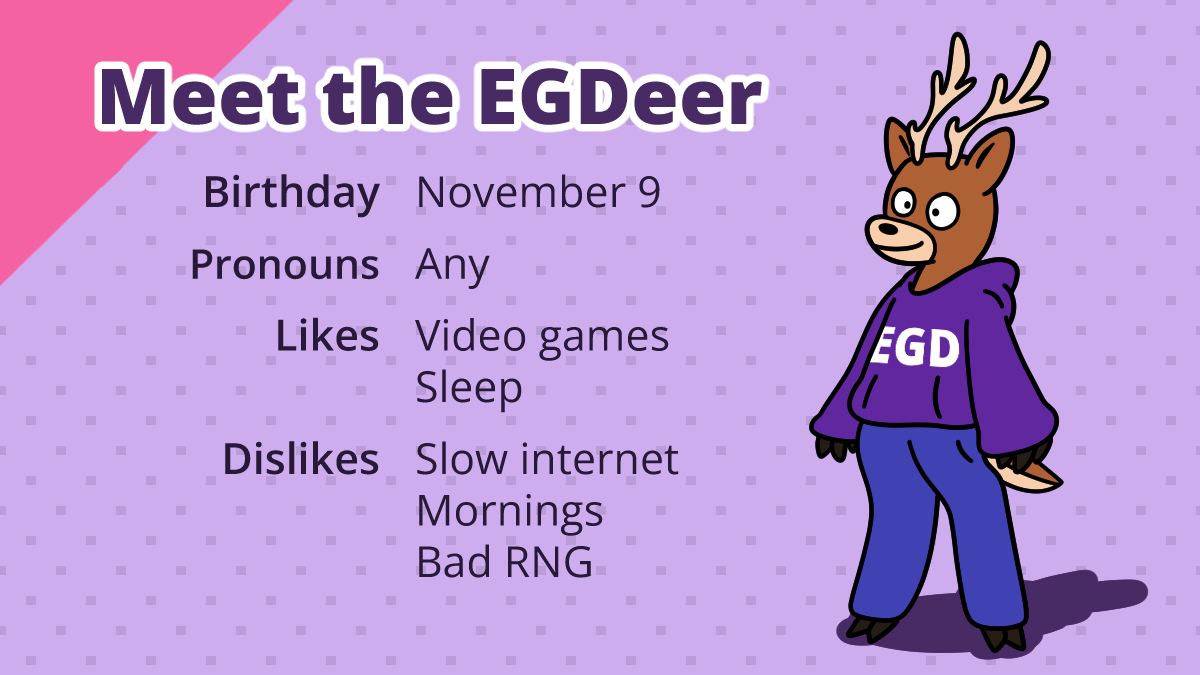 Meet the EGDeer
Birthday November 9
Pronouns Any
Likes Video games
Sleep
Dislikes Slow internet
Mornings
Bad RNG
EGD